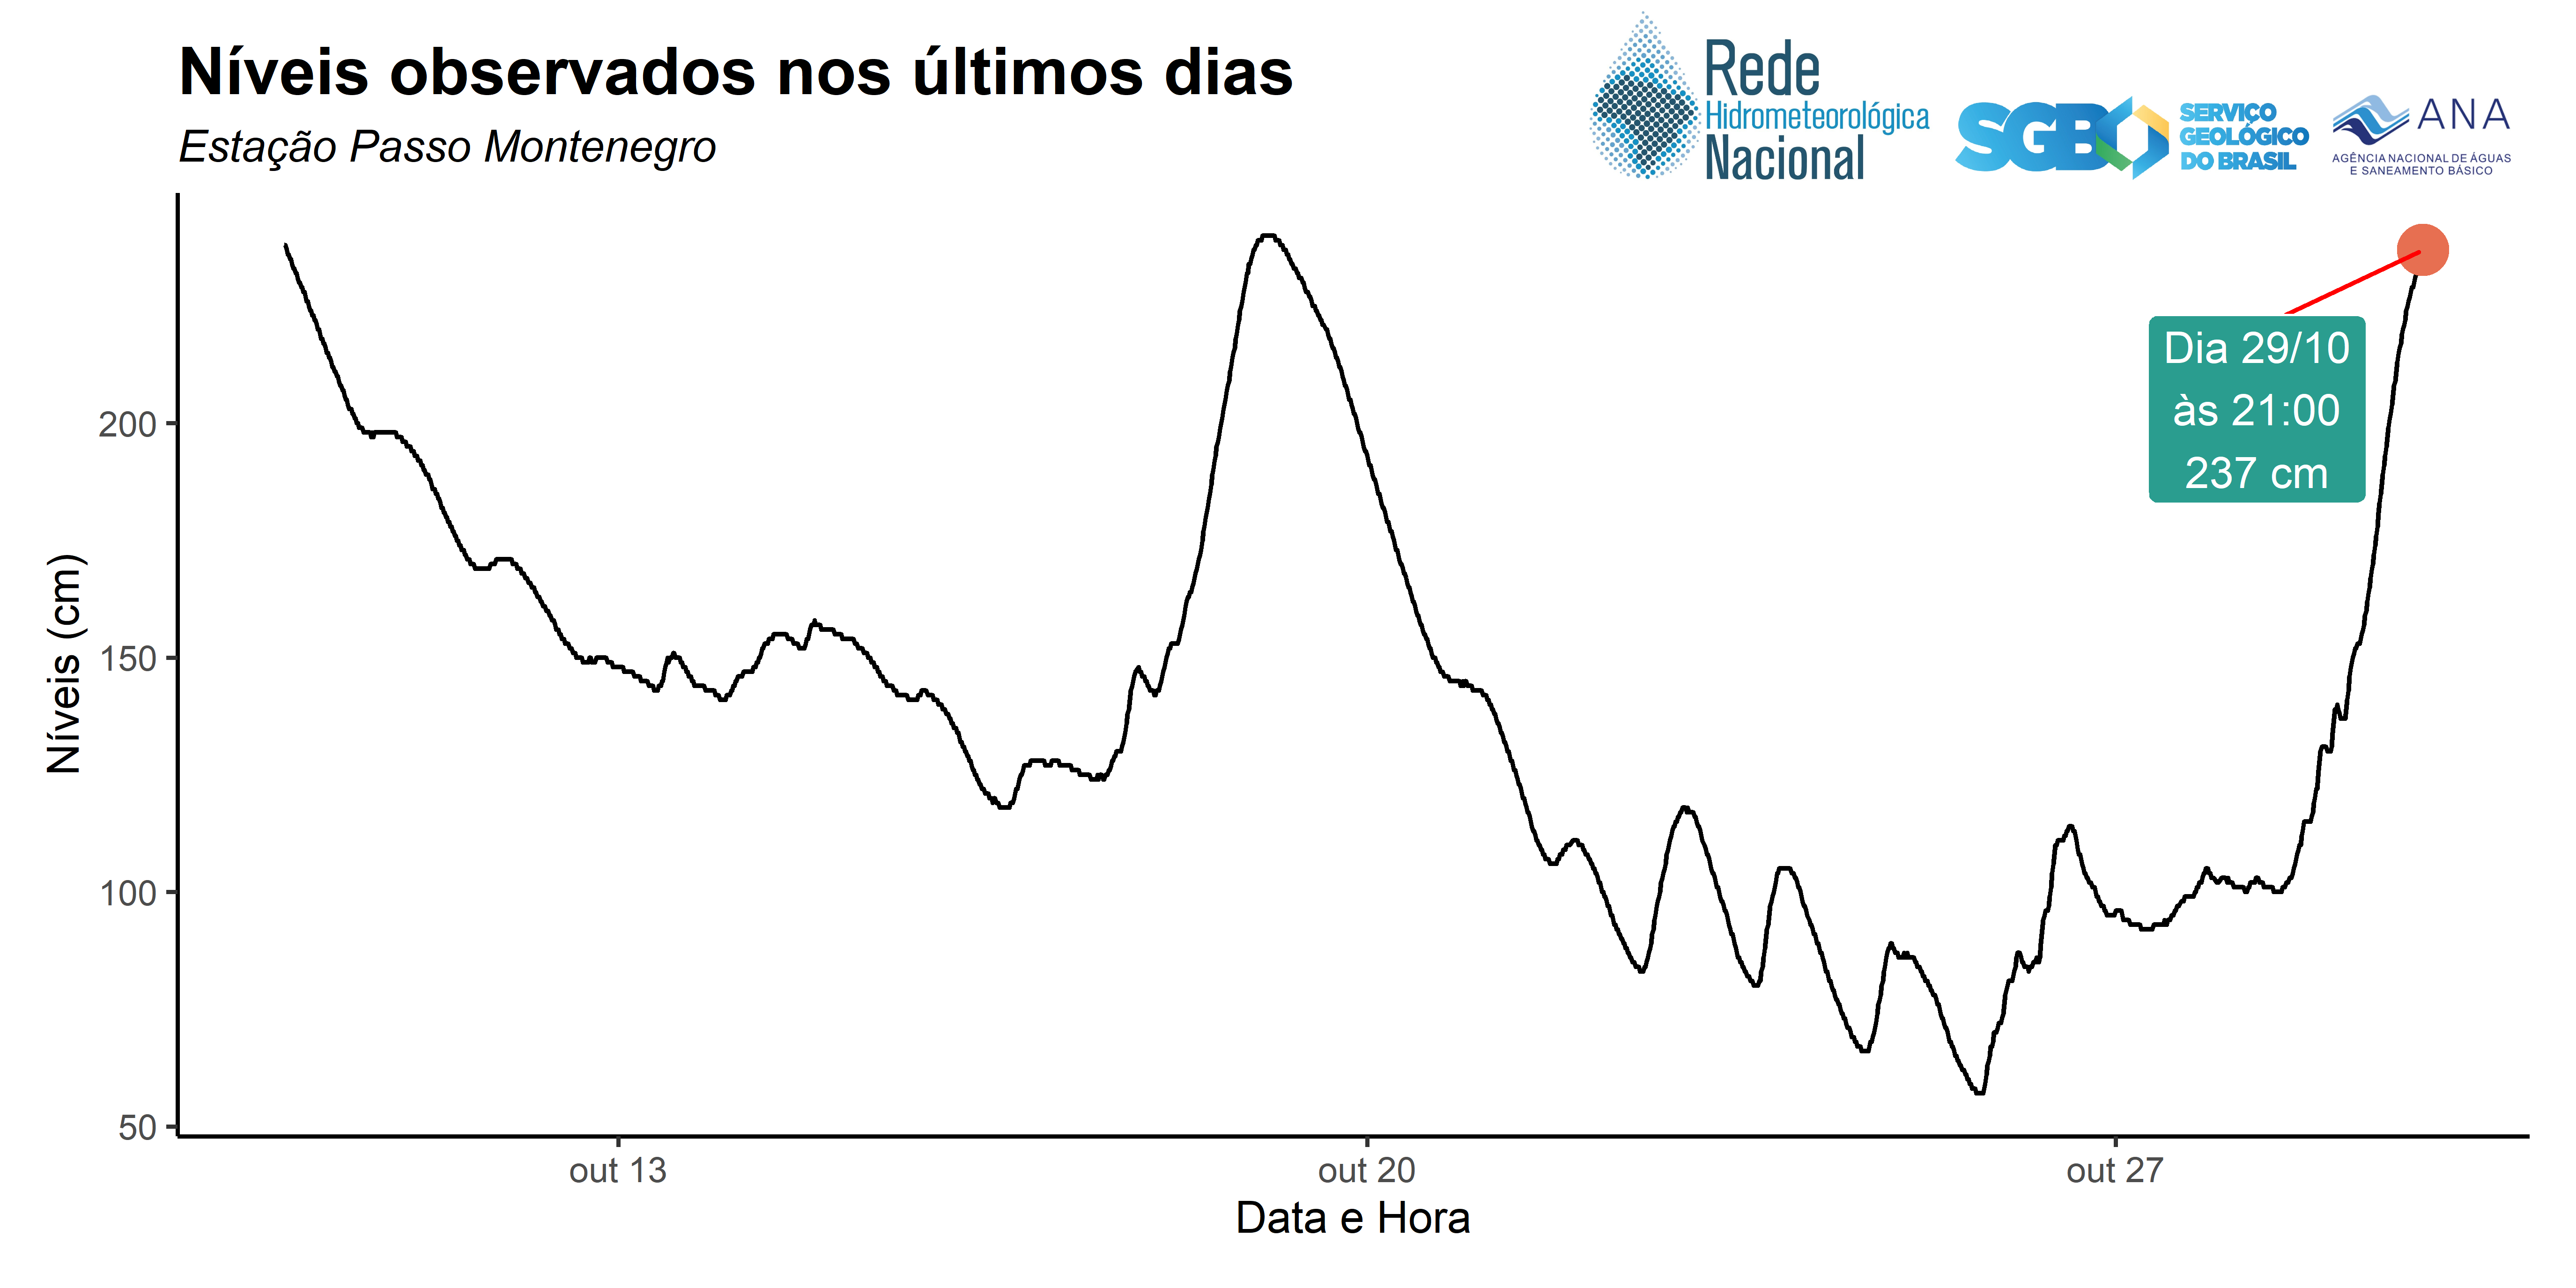 Níveis observados nos últimos dias
Estação Passo Montenegro
Rede
Hidrometeorológica
Nacional
SGB
SERVIÇO
GEOLÓGICO
DO BRASIL
ANA
AGÊNCIA NACIONAL DE ÁGUAS
E SANEAMENTO BÁSICO
Dia 29/10
às 21:00
237 cm
Níveis (cm)
200
150
100
50
out 13
out 20
out 27
Data e Hora